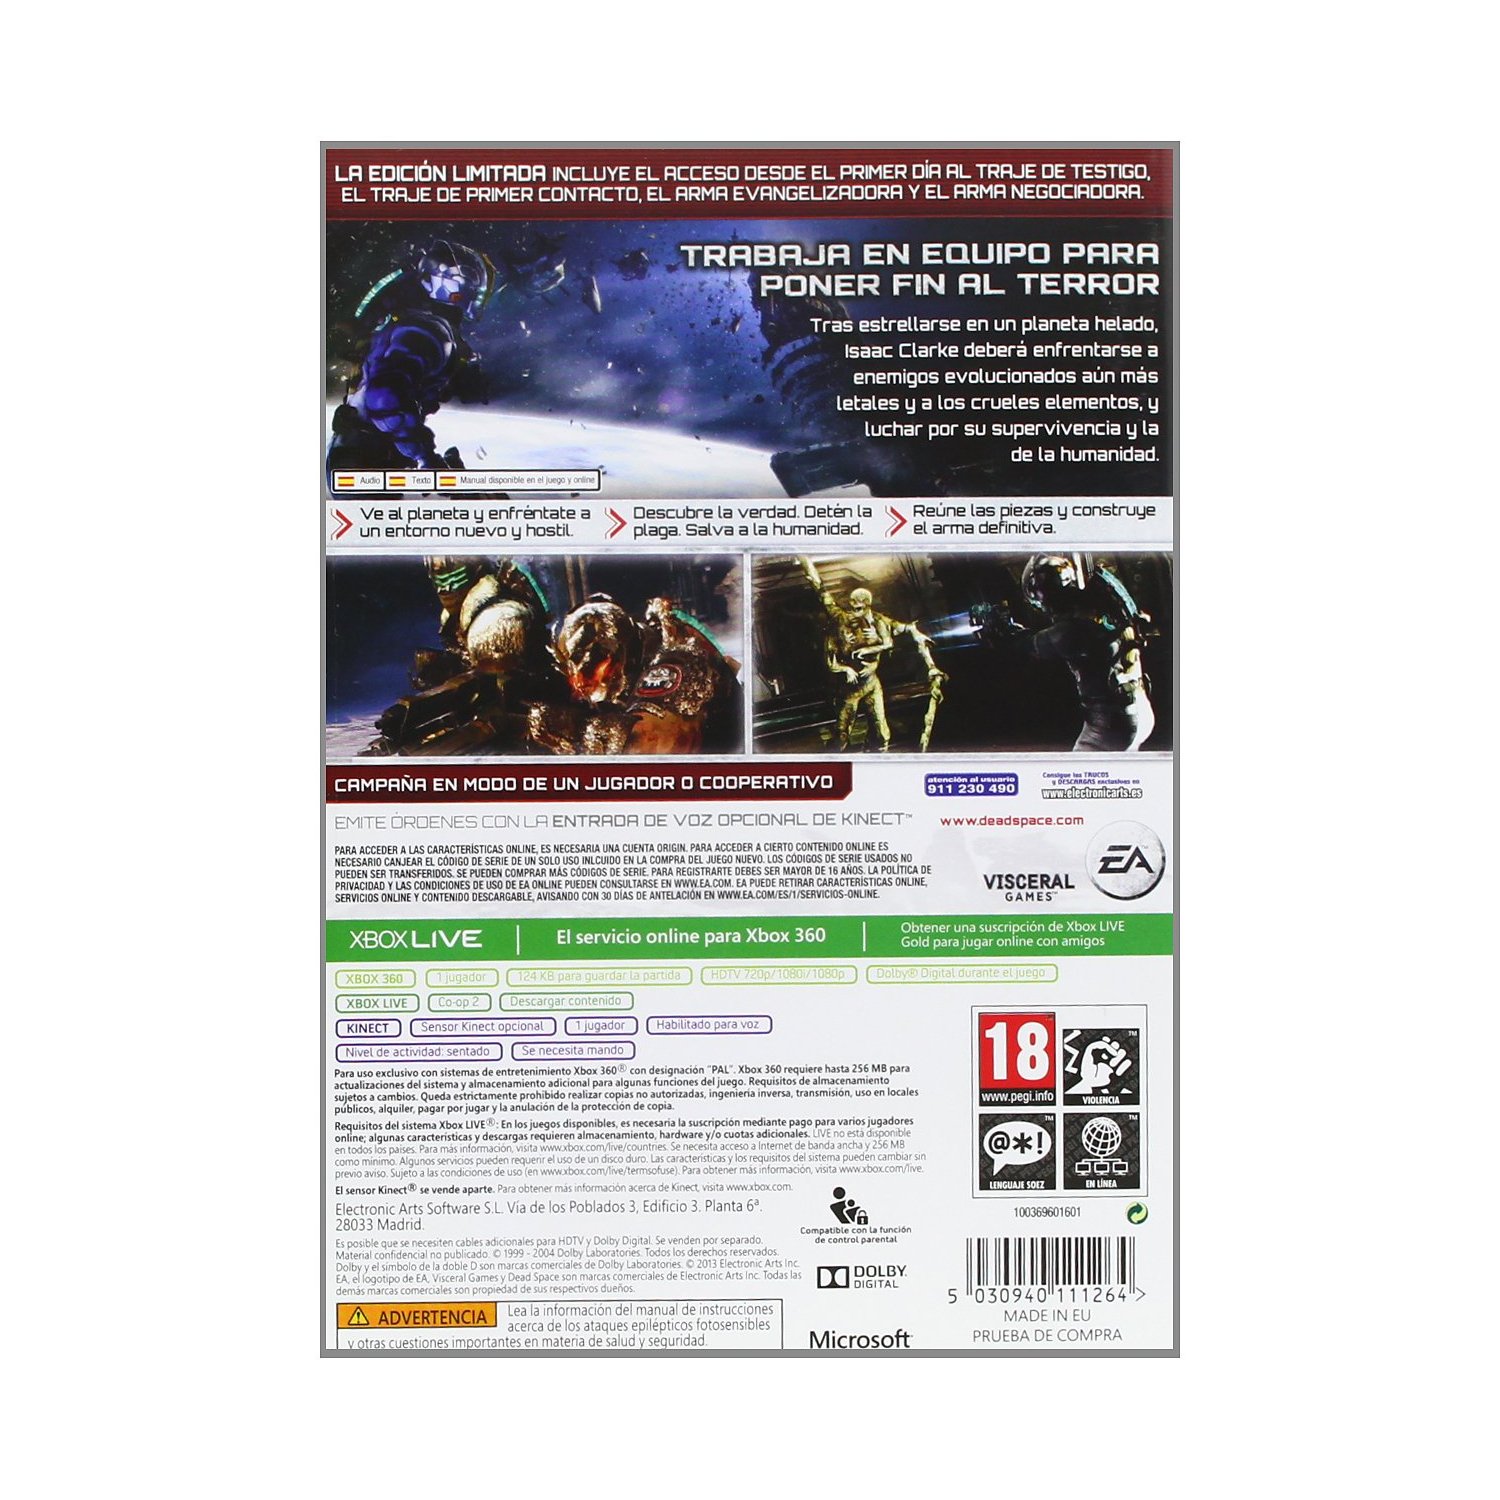 LA EDICIÓN LIMITADA INCLUYE EL ACCESO DESDE EL PRIMER DÍA AL TRAJE DE TESTIGO,
EL TRAJE DE PRIMER CONTACTO, EL ARMA EVANGELIZADORA Y EL ARMA NEGOCIADORA.
TRABAJA EN EQUIPO PARA
PONER FIN AL TERROR
Tras estrellarse en un planeta helado,
Isaac Clarke deberá enfrentarse a
enemigos evolucionados aún más
letales y a los crueles elementos, y
luchar por su supervivencia y la
de la humanidad.
Audio Texto Manual disponible en el juego y online
Ve al planeta y enfréntate a
un entorno nuevo y hostil.
Descubre la verdad. Detén la
plaga. Salva a la humanidad.
Reúne las piezas y construye
el arma definitiva.
CAMPAÑA EN MODO DE UN JUGADOR O COOPERATIVO
atención al usuario
911 230 490
Consigue los TRUCOS
y DESCARGAS exclusivas en
www.electronicarts.es
EMITE ÓRDENES CON LA ENTRADA DE VOZ OPCIONAL DE KINECT™
www.deadspace.com
PARA ACCEDER A LAS CARACTERÍSTICAS ONLINE, ES NECESARIA UNA CUENTA ORIGIN. PARA ACCEDER A CIERTO CONTENIDO ONLINE ES
NECESARIO CANJEAR EL CÓDIGO DE SERIE DE UN SOLO USO INLCUIDO EN LA COMPRA DEL JUEGO NUEVO. LOS CÓDIGOS DE SERIE USADOS NO
PUEDEN SER TRANSFERIDOS. SE PUEDEN COMPRAR MÁS CÓDIGOS DE SERIE. PARA REGISTRARTE DEBES SER MAYOR DE 16 AÑOS. LA POLÍTICA DE
PRIVACIDAD Y LAS CONDICIONES DE USO DE EA ONLINE PUEDEN CONSULTARSE EN WWW.EA.COM. EA PUEDE RETIRAR CARACTERÍSTICAS ONLINE,
SERVICIOS ONLINE Y CONTENIDO DESCARGABLE, AVISANDO CON 30 DÍAS DE ANTELACIÓN EN WWW.EA.COM/ES/1/SERVICIOS-ONLINE.
VISCERAL
GAMES™
EA™
XBOX LIVE
El servicio online para Xbox 360
Obtener una suscripción de Xbox LIVE
Gold para jugar online con amigos
XBOX 360 1 jugador 124 KB para guardar la partida HDTV 720p/1080i/1080p Dolby® Digital durante el juego
XBOX LIVE Co-op 2 Descargar contenido
KINECT Sensor Kinect opcional 1 jugador Habilitado para voz
Nivel de actividad: sentado Se necesita mando
Para uso exclusivo con sistemas de entretenimiento Xbox 360® con designación "PAL". Xbox 360 requiere hasta 256 MB para
actualizaciones del sistema y almacenamiento adicional para algunas funciones del juego. Requisitos de almacenamiento
sujetos a cambios. Queda estrictamente prohibido realizar copias no autorizadas, ingeniería inversa, transmisión, uso en locales
públicos, alquiler, pagar por jugar y la anulación de la protección de copia.
Requisitos del sistema Xbox LIVE®: En los juegos disponibles, es necesaria la suscripción mediante pago para varios jugadores
online; algunas características y descargas requieren almacenamiento, hardware y/o cuotas adicionales. LIVE no está disponible
en todos los países. Para más información, visita www.xbox.com/live/countries. Se necesita acceso a Internet de banda ancha y 256 MB
como mínimo. Algunos servicios pueden requerir el uso de un disco duro. Las características y los requisitos del sistema pueden cambiar sin
previo aviso. Sujeto a las condiciones de uso (en www.xbox.com/live/termsofuse). Para obtener más información, visita www.xbox.com/live.
El sensor Kinect® se vende aparte. Para obtener más información acerca de Kinect, visita www.xbox.com.
Electronic Arts Software S.L. Vía de los Poblados 3, Edificio 3. Planta 6ª.
28033 Madrid.
Es posible que se necesiten cables adicionales para HDTV y Dolby Digital. Se venden por separado.
Material confidencial no publicado. © 1999 - 2004 Dolby Laboratories. Todos los derechos reservados.
Dolby y el símbolo de la doble D son marcas comerciales de Dolby Laboratories. © 2013 Electronic Arts Inc.
EA, el logotipo de EA, Visceral Games y Dead Space son marcas comerciales de Electronic Arts Inc. Todas las
demás marcas comerciales son propiedad de sus respectivos dueños.
ADVERTENCIA
Lea la información del manual de instrucciones
acerca de los ataques epilépticos fotosensibles
y otras cuestiones importantes en materia de salud y seguridad.
Compatible con la función
de control parental
DOLBY.
DIGITAL
Microsoft
18
www.pegi.info
VIOLENCIA
@*!
LENGUAJE SOEZ
EN LÍNEA
100369601601
5 030940 111264 >
MADE IN EU
PRUEBA DE COMPRA